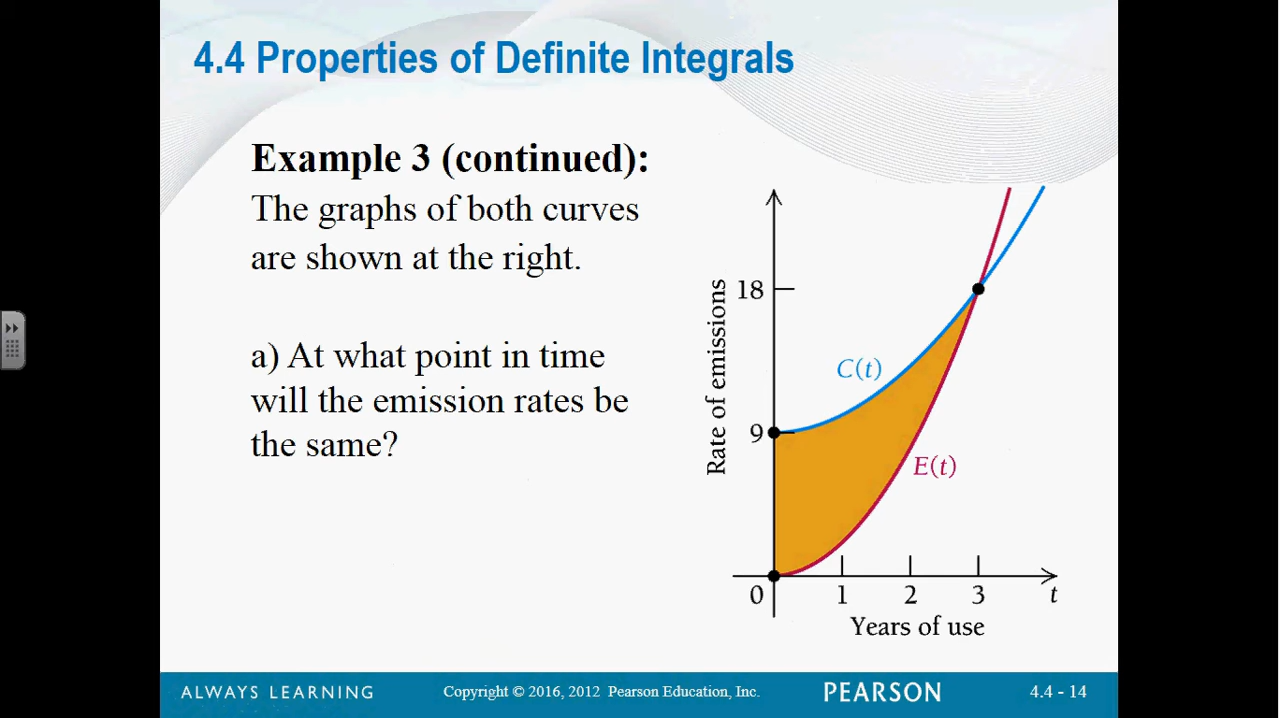 4.4 Properties of Definite Integrals
Example 3 (continued):
The graphs of both curves
are shown at the right.
a) At what point in time
will the emission rates be
the same?
Rate of emissions
18
9
C(t)
E(t)
0 1 2 3 t
Years of use
ALWAYS LEARNING Copyright © 2016, 2012 Pearson Education, Inc. PEARSON 4.4 - 14